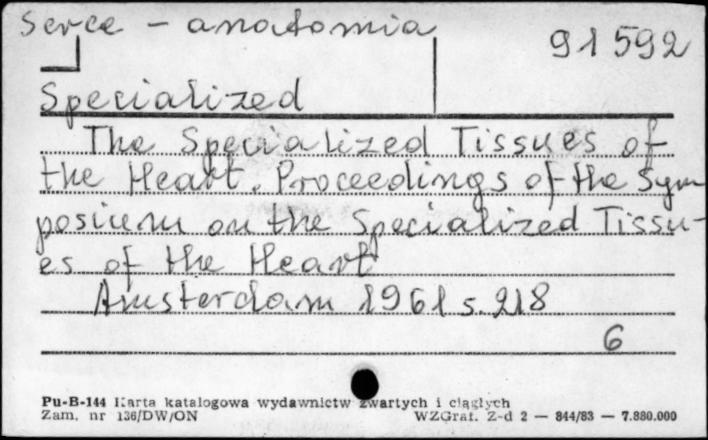 Serce - anatomia
91 592
Specialized
The Specialized Tissues of
the Heart. Proceedings of the Sym
posium on the Specialized Tissu-
es of the Heart
Amsterdam 1961 s. 218
6
Pu-B-144 Karta katalogowa wydawnictw zwartych i ciągłych
Zam. nr 136/DW/ON WZGraf. Z-d 2 — 844/83 — 7.880.000